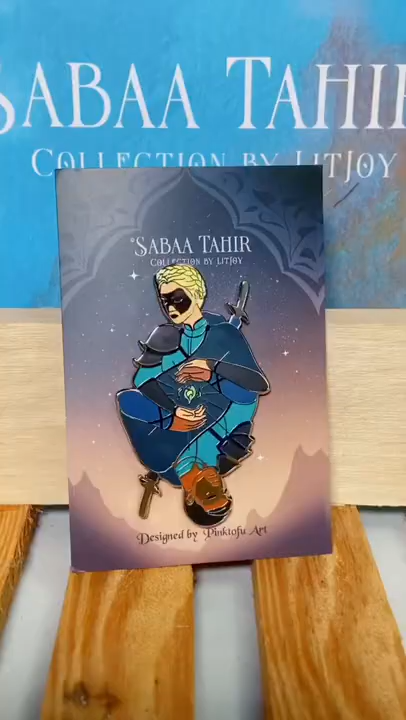 SABAA TAHIR
COLLECTION BY LITJOY
SABAA TAHIR
COLLECTION BY LITJOY
Designed by Pinktofu Art